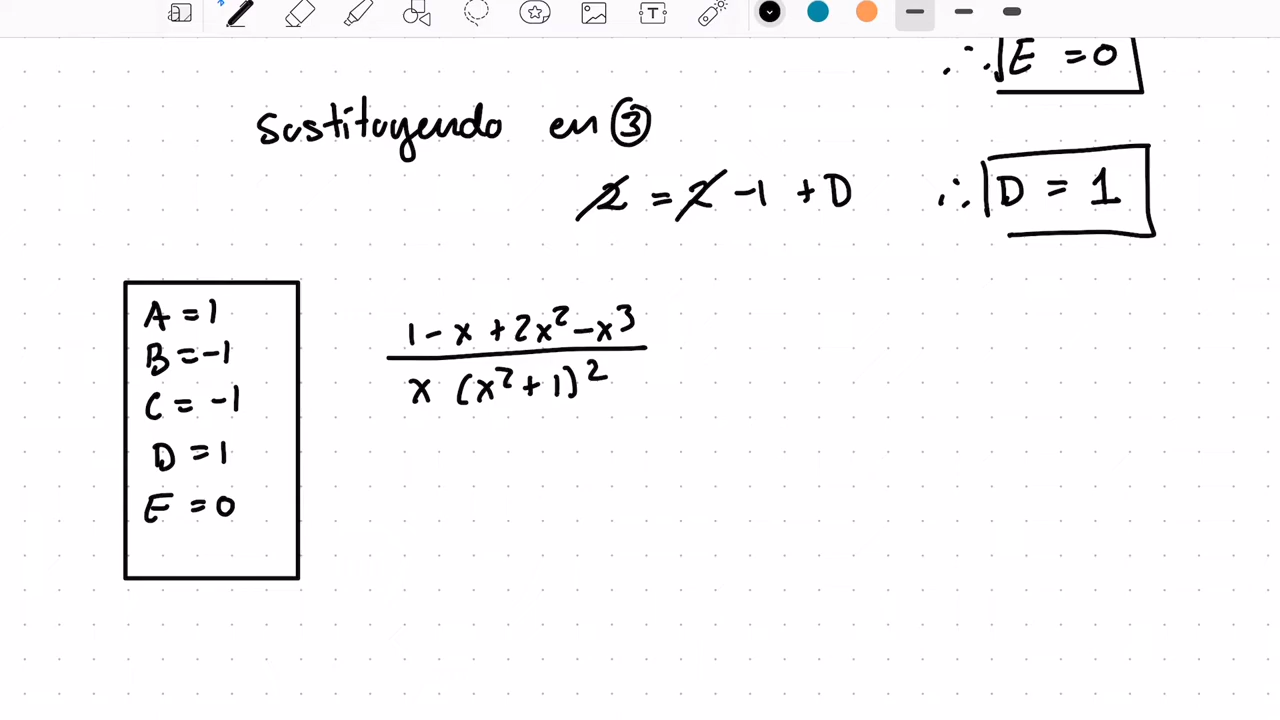 ∴ E = 0
sustituyendo en ③
2 = 2 -1 + D ∴ D = 1
A = 1
B = -1
C = -1
D = 1
E = 0
1 - x + 2x² - x³
x (x² + 1)²